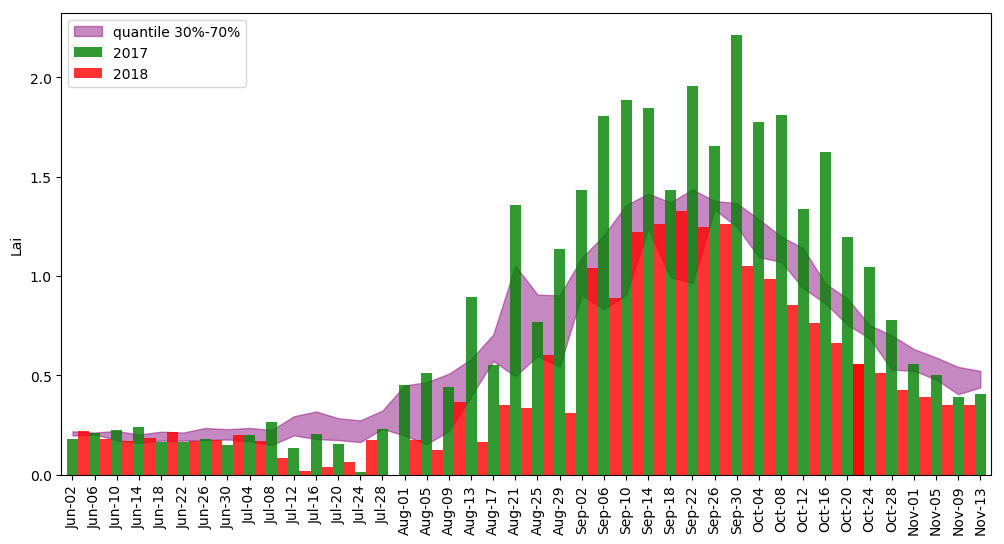 quantile 30%-70%
2017
2018
Lai
2.0
1.5
1.0
0.5
0.0
Jun-02
Jun-06
Jun-10
Jun-14
Jun-18
Jun-22
Jun-26
Jun-30
Jul-04
Jul-08
Jul-12
Jul-16
Jul-20
Jul-24
Jul-28
Aug-01
Aug-05
Aug-09
Aug-13
Aug-17
Aug-21
Aug-25
Aug-29
Sep-02
Sep-06
Sep-10
Sep-14
Sep-18
Sep-22
Sep-26
Sep-30
Oct-04
Oct-08
Oct-12
Oct-16
Oct-20
Oct-24
Oct-28
Nov-01
Nov-05
Nov-09
Nov-13